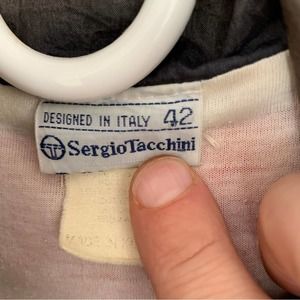 DESIGNED IN ITALY 42
SergioTacchini